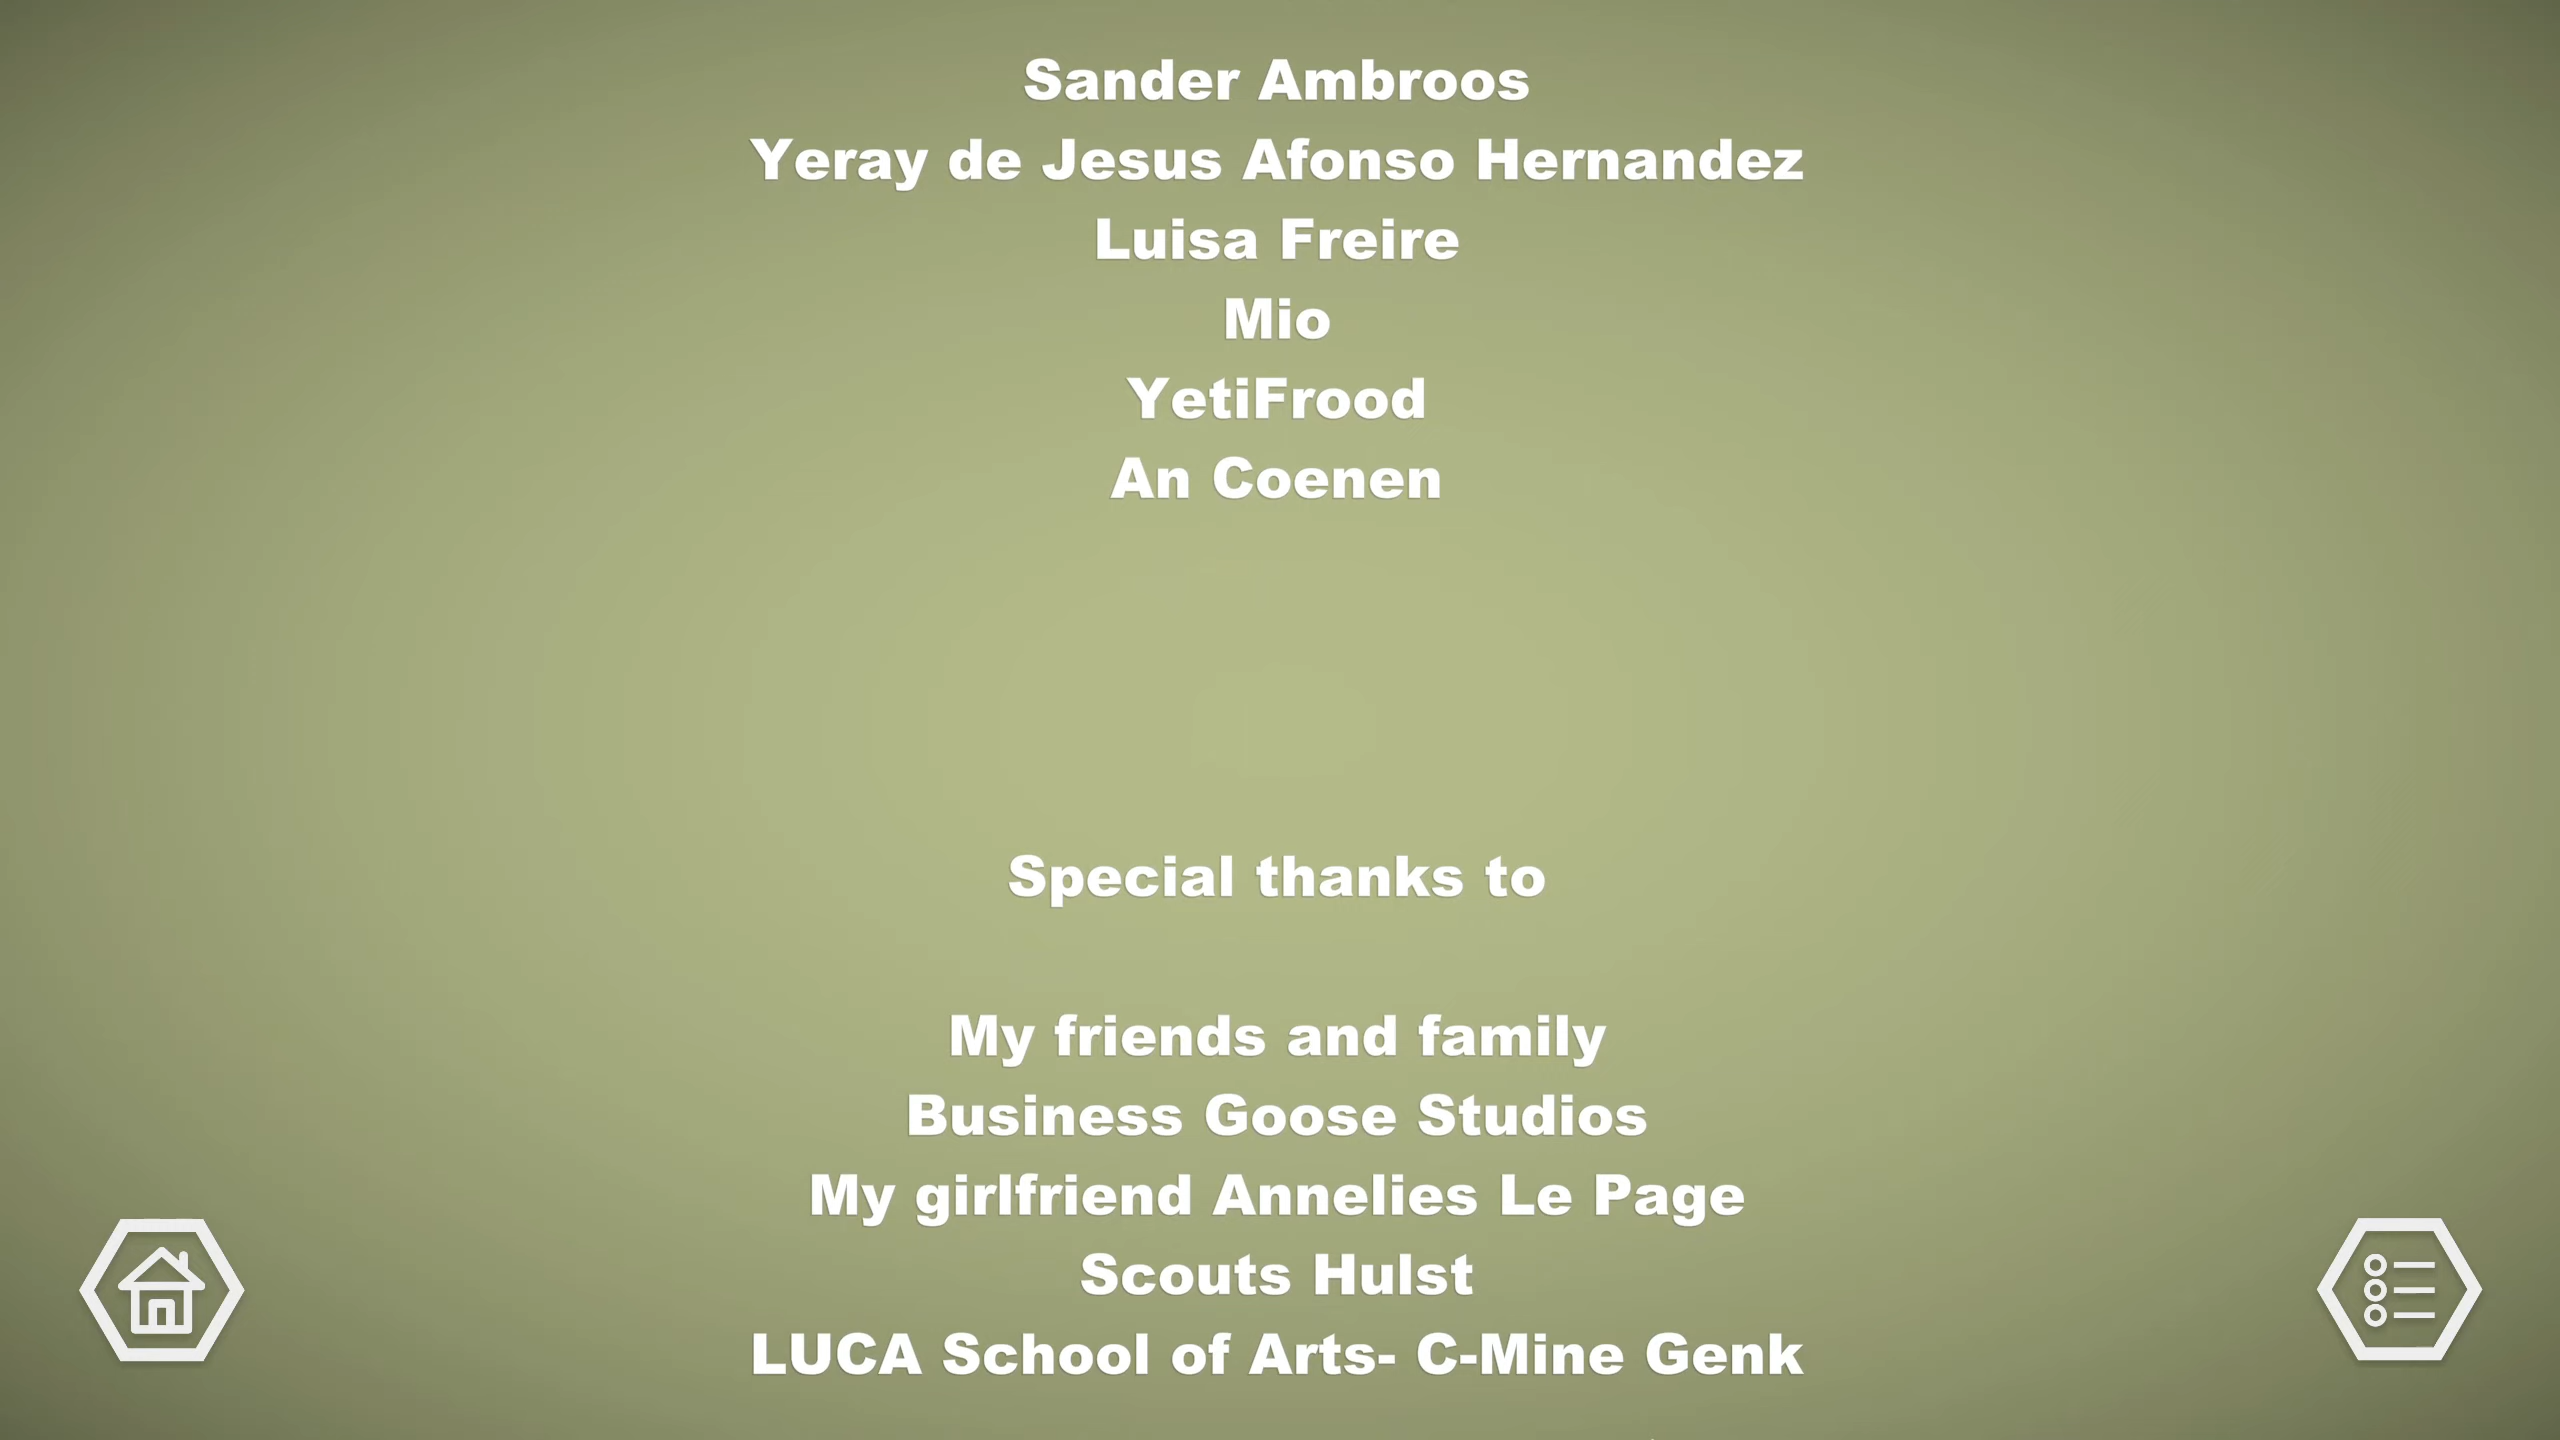 Sander Ambroos
Yeray de Jesus Afonso Hernandez
Luisa Freire
Mio
YetiFrood
An Coenen
Special thanks to
My friends and family
Business Goose Studios
My girlfriend Annelies Le Page
Scouts Hulst
LUCA School of Arts- C-Mine Genk